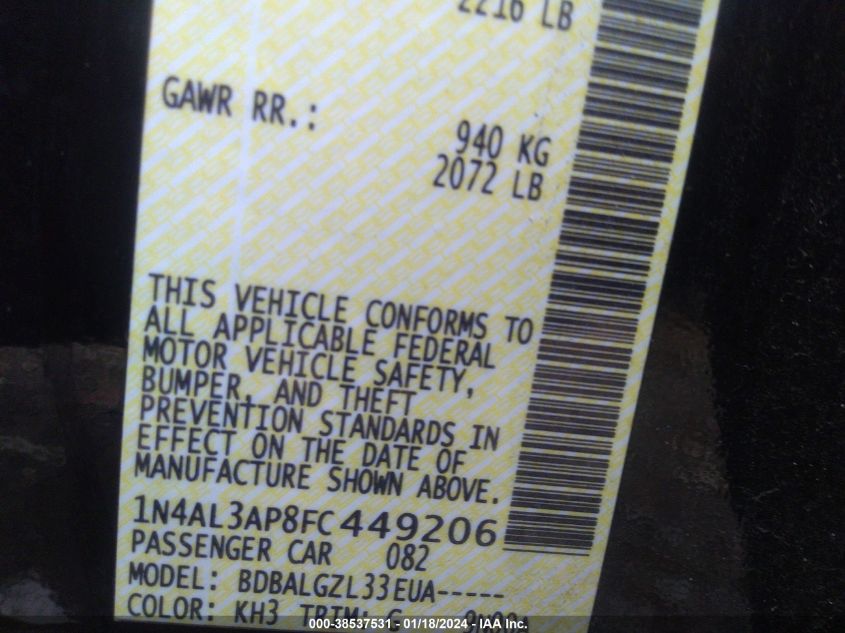 2216 LB
GAWR RR.:
940 KG
2072 LB
THIS VEHICLE CONFORMS TO
ALL APPLICABLE FEDERAL
MOTOR VEHICLE SAFETY,
BUMPER, AND THEFT
PREVENTION STANDARDS IN
EFFECT ON THE DATE OF
MANUFACTURE SHOWN ABOVE.
1N4AL3AP8FC449206
PASSENGER CAR 082
MODEL: BDBALGZL33EUA-----
COLOR: KH3 TRIM: G
000-38537531 - 01/18/2024 - IAA Inc.